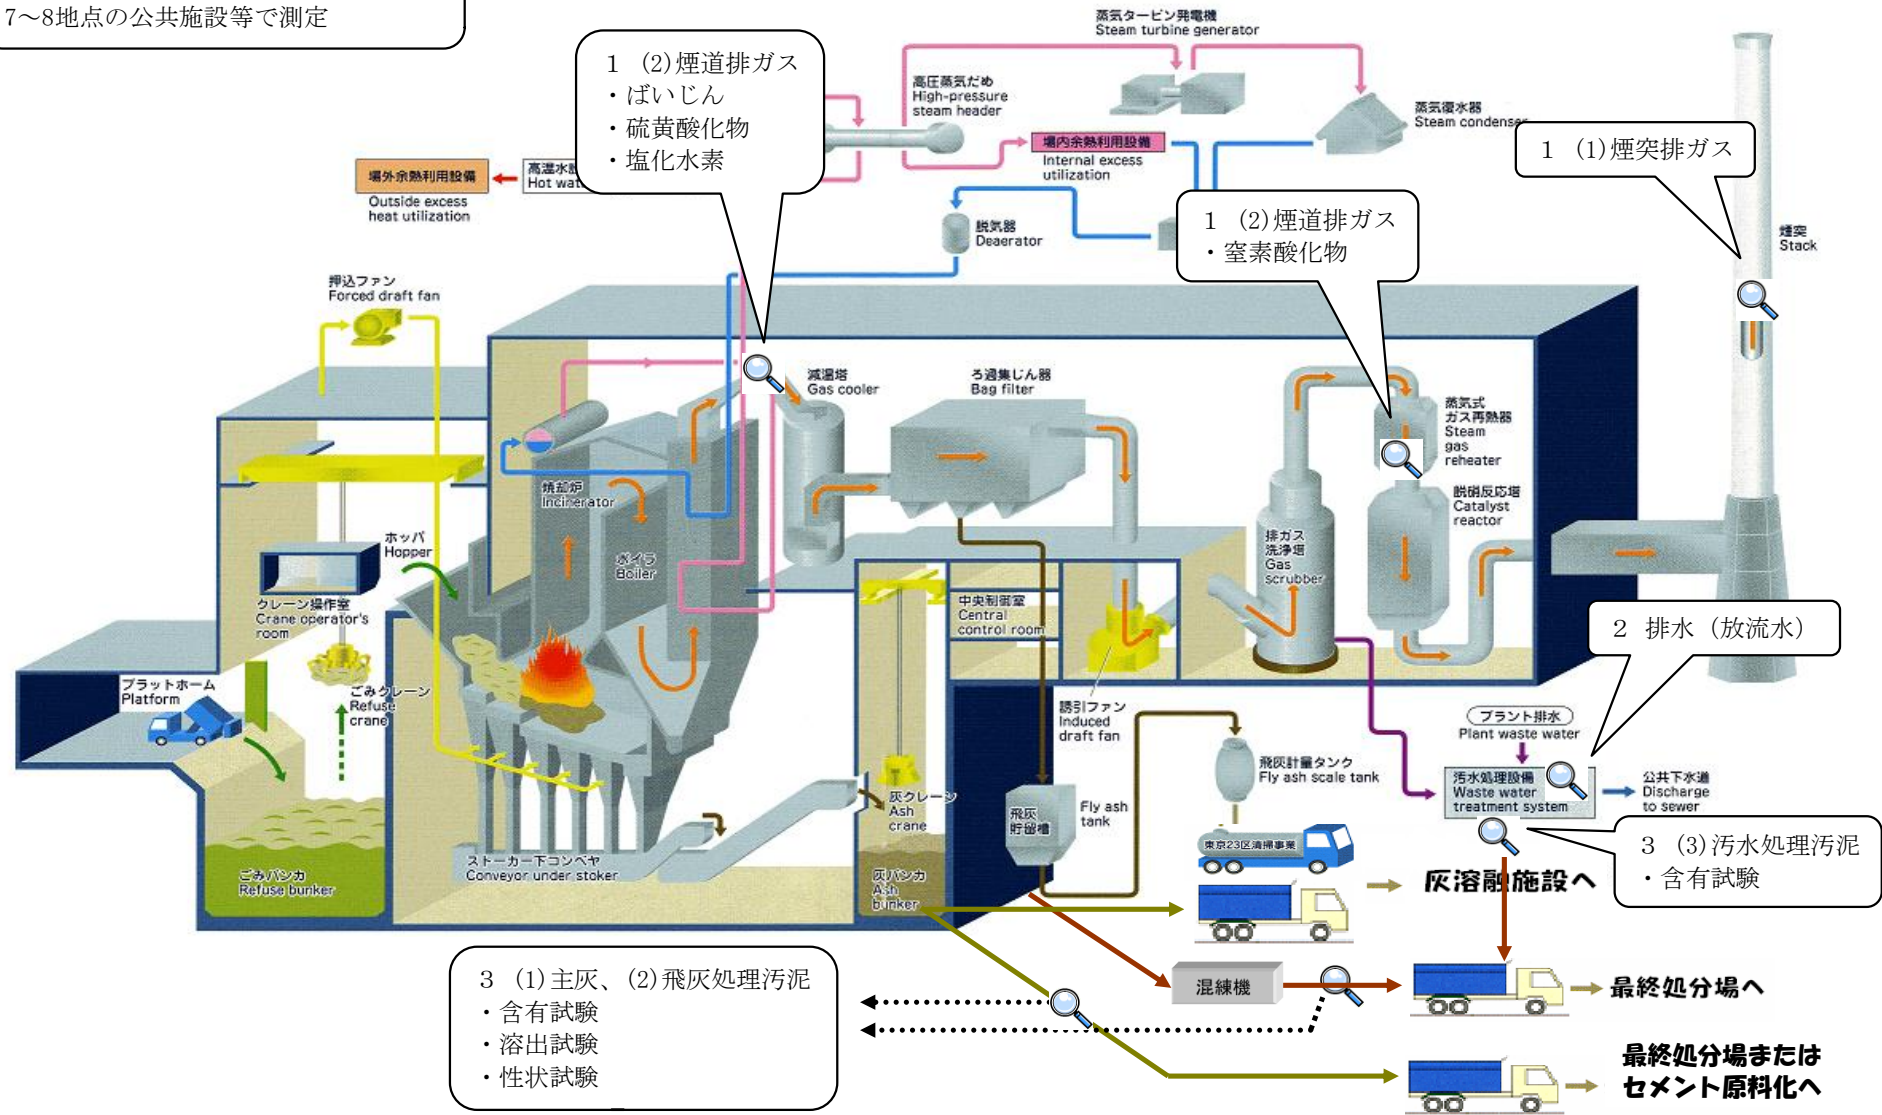 7～8地点の公共施設等で測定
1 (2)煙道排ガス
・ばいじん
・硫黄酸化物
・塩化水素
蒸気タービン発電機
Steam turbine generator
高圧蒸気だめ
High-pressure
steam header
蒸気復水器
Steam condenser
場内余熱利用設備
Internal excess
utilization
1 (1)煙突排ガス
場外余熱利用設備
Outside excess
heat utilization
高温水
Hot wat
脱気器
Deaerator
1 (2)煙道排ガス
・窒素酸化物
煙突
Stack
押込ファン
Forced draft fan
減温塔
Gas cooler
ろ過集じん器
Bag filter
蒸気式
ガス再熱器
Steam
gas
reheater
焼却炉
Incinerator
脱硝反応塔
Catalyst
reactor
ホッパ
Hopper
ボイラ
Boiler
排ガス
洗浄塔
Gas
scrubber
クレーン操作室
Crane operator's
room
中央制御室
Central
control room
2 排水（放流水）
プラットホーム
Platform
ごみクレーン
Refuse
crane
誘引ファン
Induced
draft fan
プラント排水
Plant waste water
飛灰計量タンク
Fly ash scale tank
汚水処理設備
Waste water
treatment system
公共下水道
Discharge
to sewer
灰クレーン
Ash
crane
飛灰
貯留槽
Fly ash
tank
東京23区清掃事業
3 (3)汚水処理汚泥
・含有試験
ストーカー下コンベヤ
Conveyor under stoker
ごみバンカ
Refuse bunker
灰バンカ
Ash
bunker
灰溶融施設へ
3 (1)主灰、(2)飛灰処理汚泥
・含有試験
・溶出試験
・性状試験
混練機
最終処分場へ
最終処分場または
セメント原料化へ